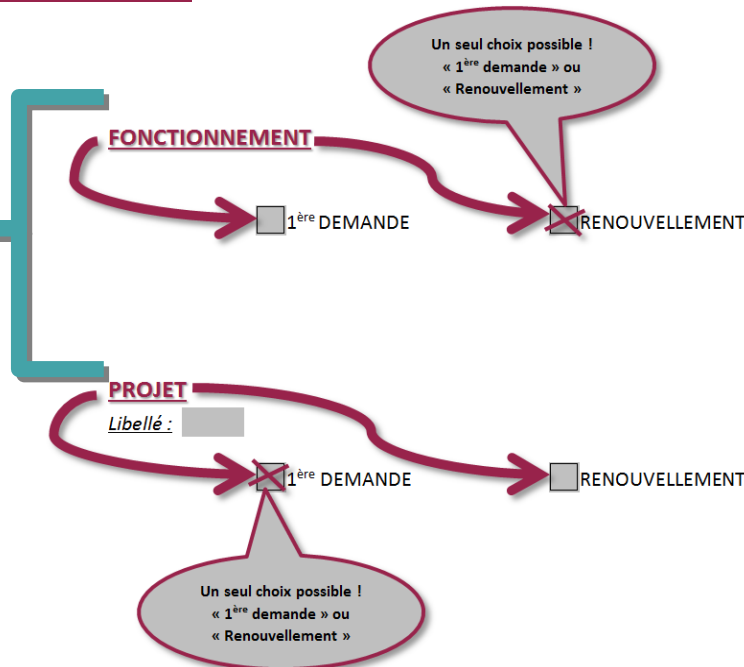 Un seul choix possible !
« 1ère demande » ou
« Renouvellement »
FONCTIONNEMENT
1ère DEMANDE
RENOUVELLEMENT
PROJET
Libellé :
1ère DEMANDE
RENOUVELLEMENT
Un seul choix possible !
« 1ère demande » ou
« Renouvellement »